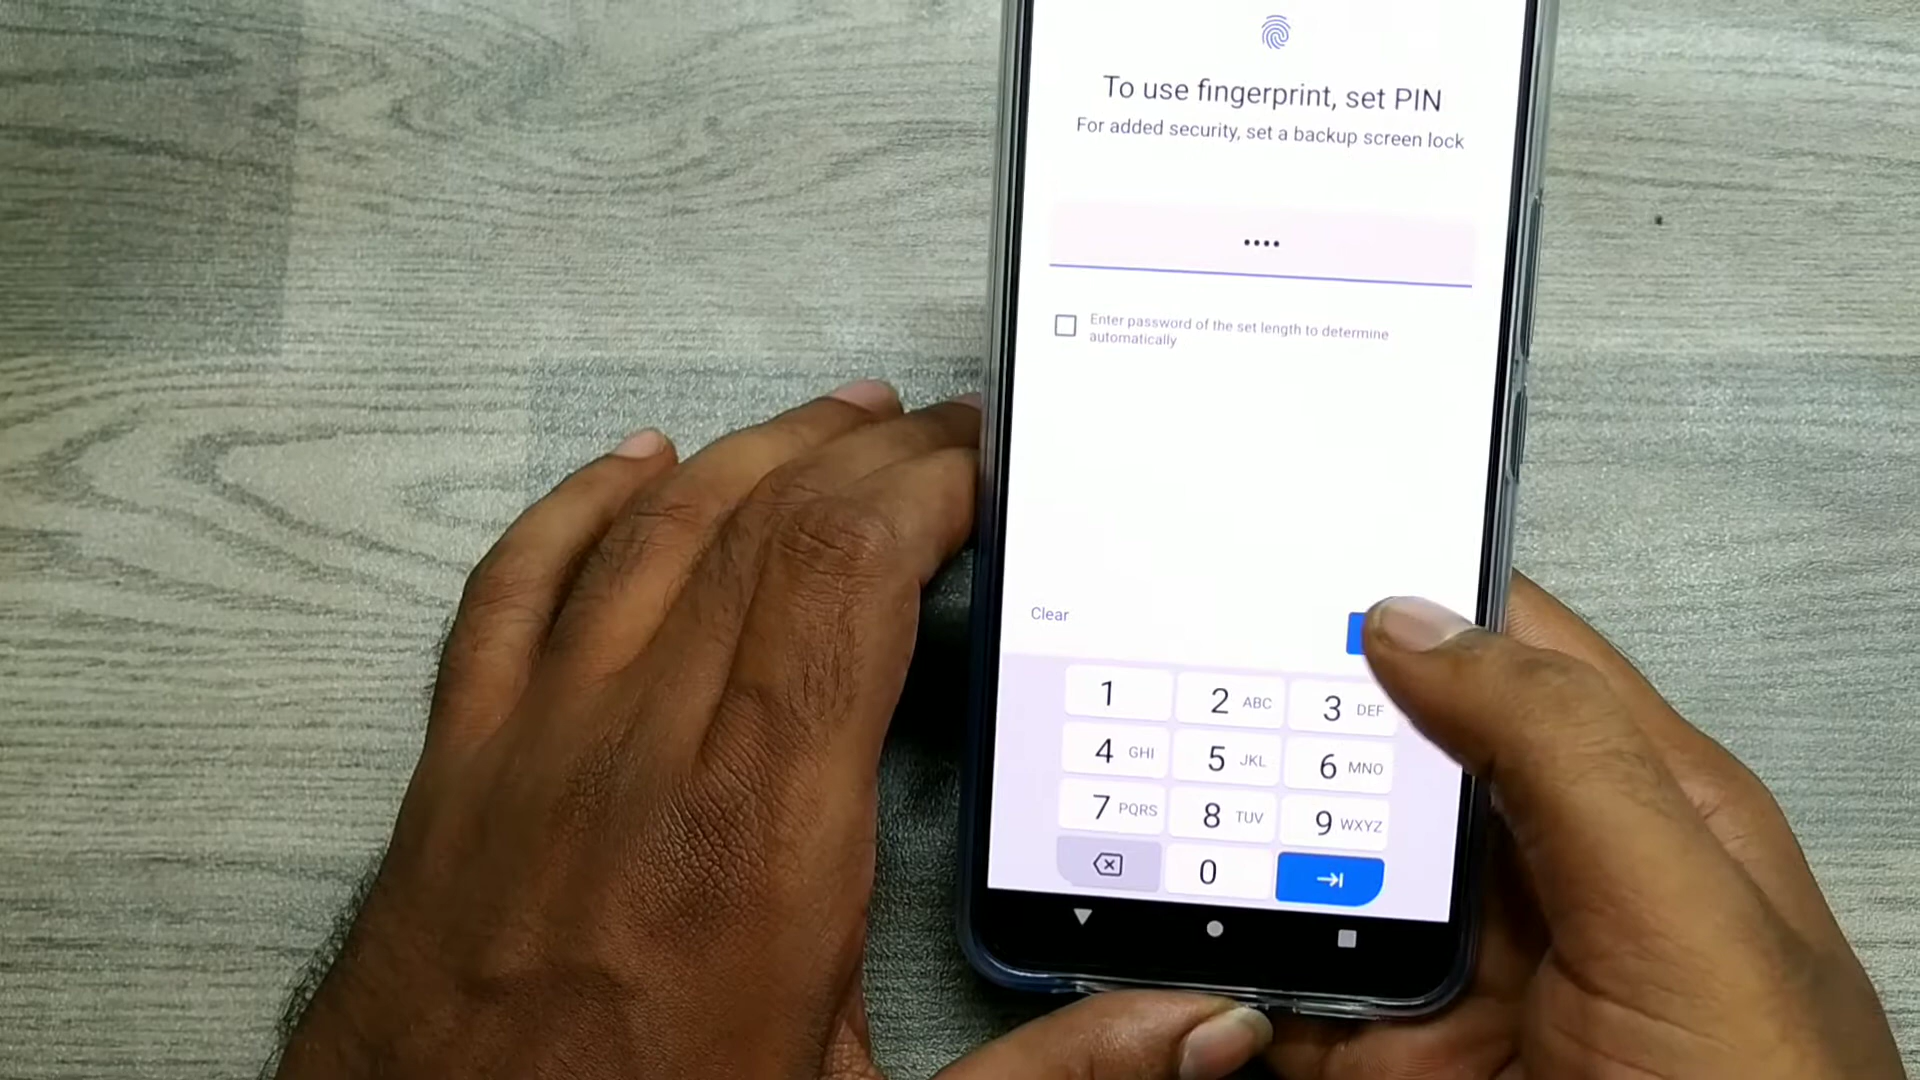 To use fingerprint, set PIN
For added security, set a backup screen lock
••••
Enter password of the set length to determine
automatically
Clear
1 2 ABC 3 DEF
4 GHI 5 JKL 6 MNO
7 PQRS 8 TUV 9 WXYZ
0